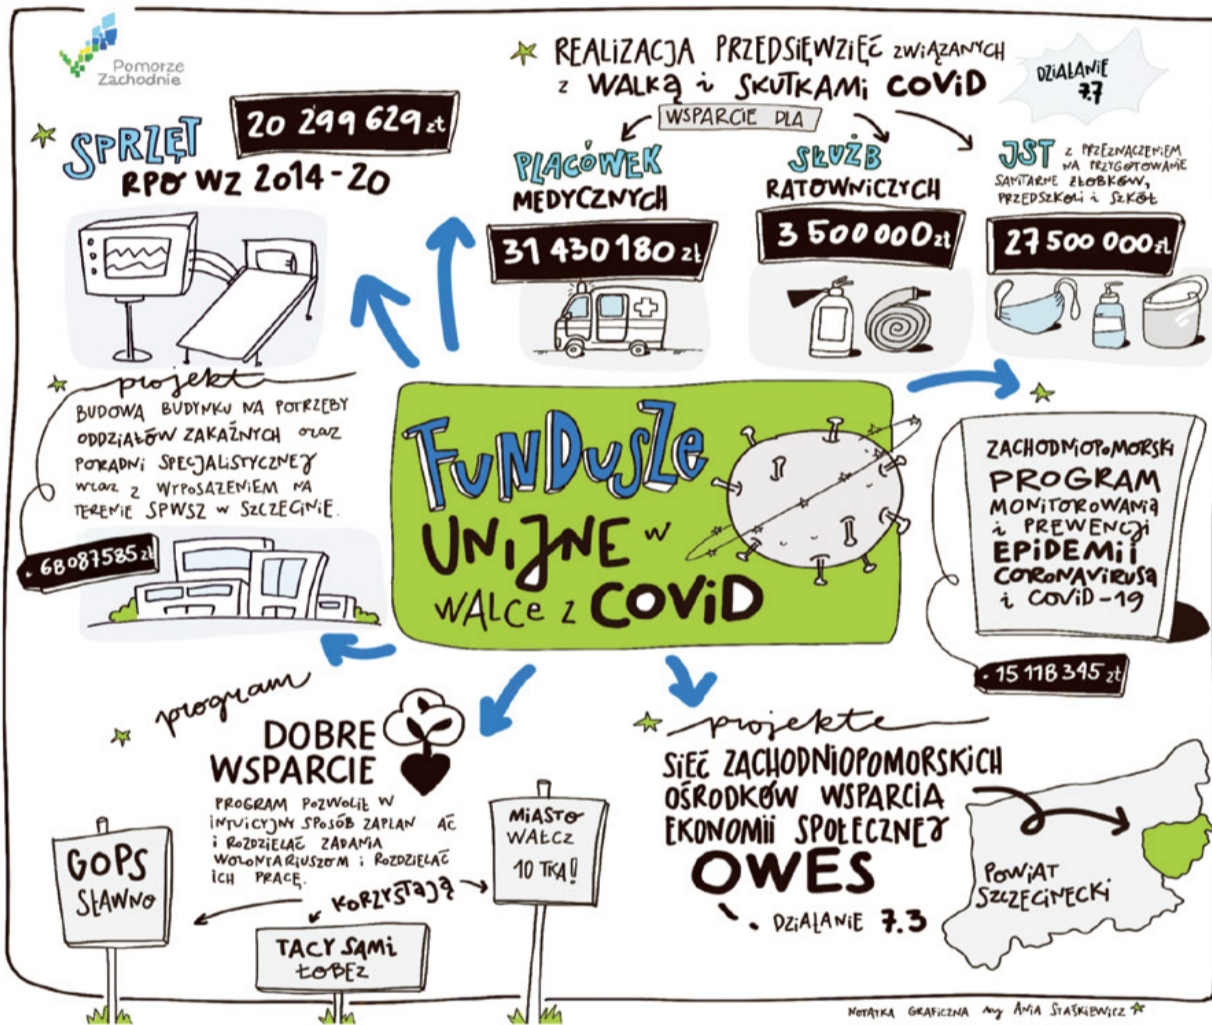 Pomorze
Zachodnie
SPRZĘT
20 299 629 zł
RPO WZ 2014-20
REALIZACJA PRZEDSIĘWZIĘĆ ZWIĄZANYCH
Z WALKĄ i SKUTKAMI COViD
DZIAŁANIE
7.7
WSPARCIE DLA
PLACÓWEK
MEDYCZNYCH
31 430 180 zł
SŁUŻB
RATOWNICZYCH
3 500 000 zł
JST Z PRZEZNACZENIEM
NA PRZYGOTOWANIE
SANITARNE ŻŁOBKÓW,
PRZEDSZKOLI i SZKÓŁ
27 500 000 zł
projekt
BUDOWA BUDYNKU NA POTRZEBY
ODDZIAŁÓW ZAKAŹNYCH oraz
PORADNI SPECJALISTYCZNEJ
wraz z WYPOSAŻENIEM NA
TERENIE SPWSZ w SZCZECINIE.
68087585 zł
FUNDUSZE
UNIJNE w
WALCE Z COViD
ZACHODNIOPOMORSKI
PROGRAM
MONITOROWANIA
i PREWENCJI
EPIDEMII
CORONAVIRUSA
i COViD-19
15 118 345 zł
program
DOBRE
WSPARCIE
PROGRAM POZWOLIŁ W
INTUICYJNY SPOSÓB ZAPLAN AĆ
i ROZDZIELAĆ ZADANIA
WOLONTARIUSZOM i ROZDZIELAĆ
ICH PRACĘ.
KORZYSTAJĄ
GOPS
SŁAWNO
TACY SAMI
ŁOBEZ
MIASTO
WAŁCZ
10 TKA!
projekte
SIEĆ ZACHODNIOPOMORSKICH
OŚRODKÓW WSPARCIA
EKONOMII SPOŁECZNEJ
OWES
DZIAŁANIE 7.3
POWIAT
SZCZECINECKI
NOTATKA GRAFICZNA my ANIA STAŚKIEWICZ